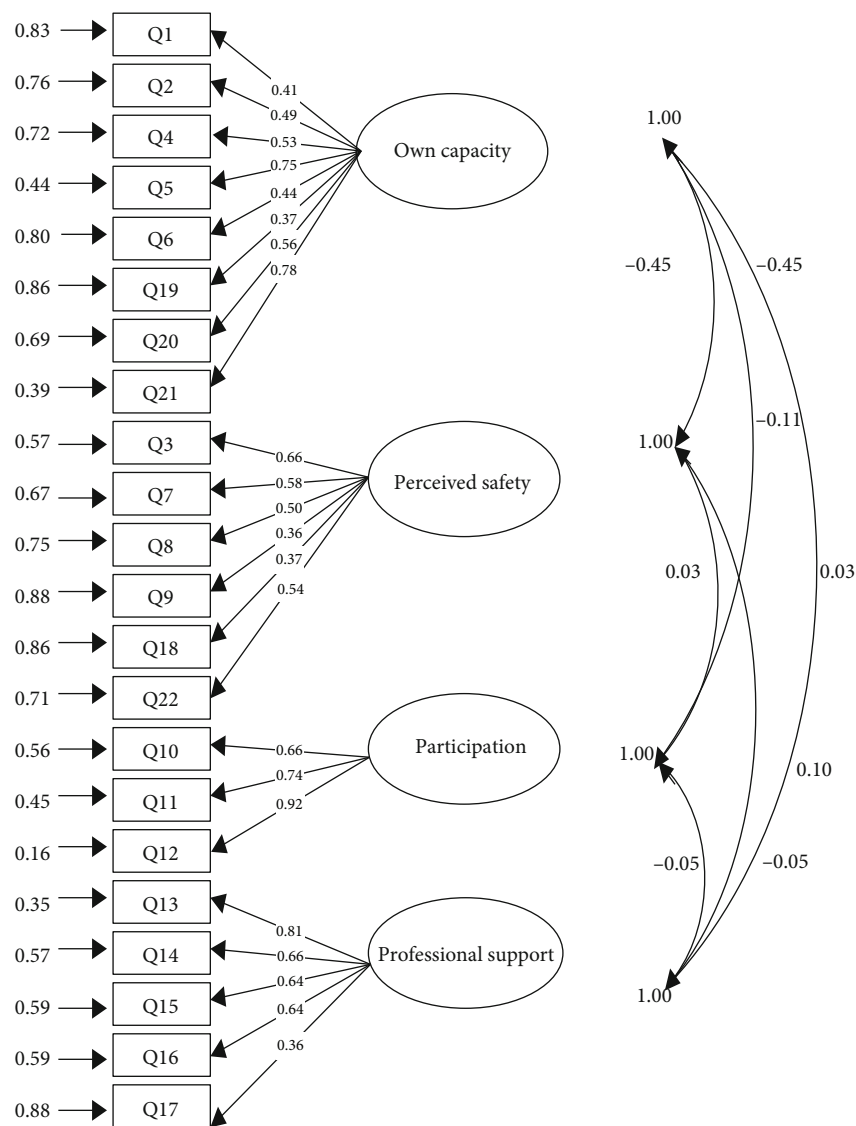 0.83
Q1
0.76
Q2
0.72
Q4
0.44
Q5
0.80
Q6
0.86
Q19
0.69
Q20
0.39
Q21
0.41
0.49
0.53
0.75
0.44
0.37
0.56
0.78
Own capacity
0.57
Q3
0.67
Q7
0.75
Q8
0.88
Q9
0.86
Q18
0.71
Q22
0.66
0.58
0.50
0.36
0.37
0.54
Perceived safety
0.56
Q10
0.45
Q11
0.16
Q12
0.66
0.74
0.92
Participation
0.35
Q13
0.57
Q14
0.59
Q15
0.59
Q16
0.88
Q17
0.81
0.66
0.64
0.64
0.36
Professional support
1.00
–0.45
–0.45
–0.11
1.00
0.03
0.03
1.00
0.10
–0.05
–0.05
1.00